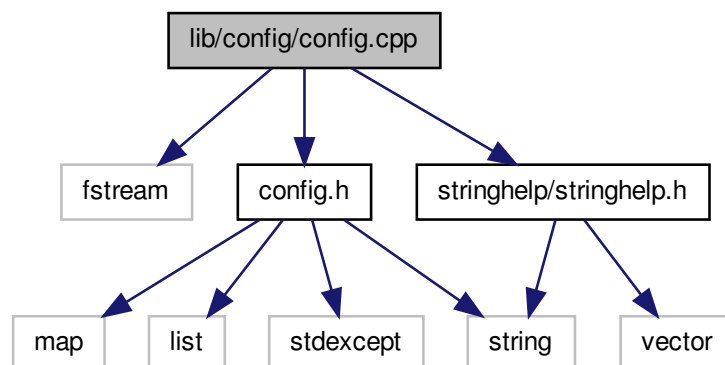 lib/config/config.cpp
fstream
config.h
stringhelp/stringhelp.h
map
list
stdexcept
string
vector